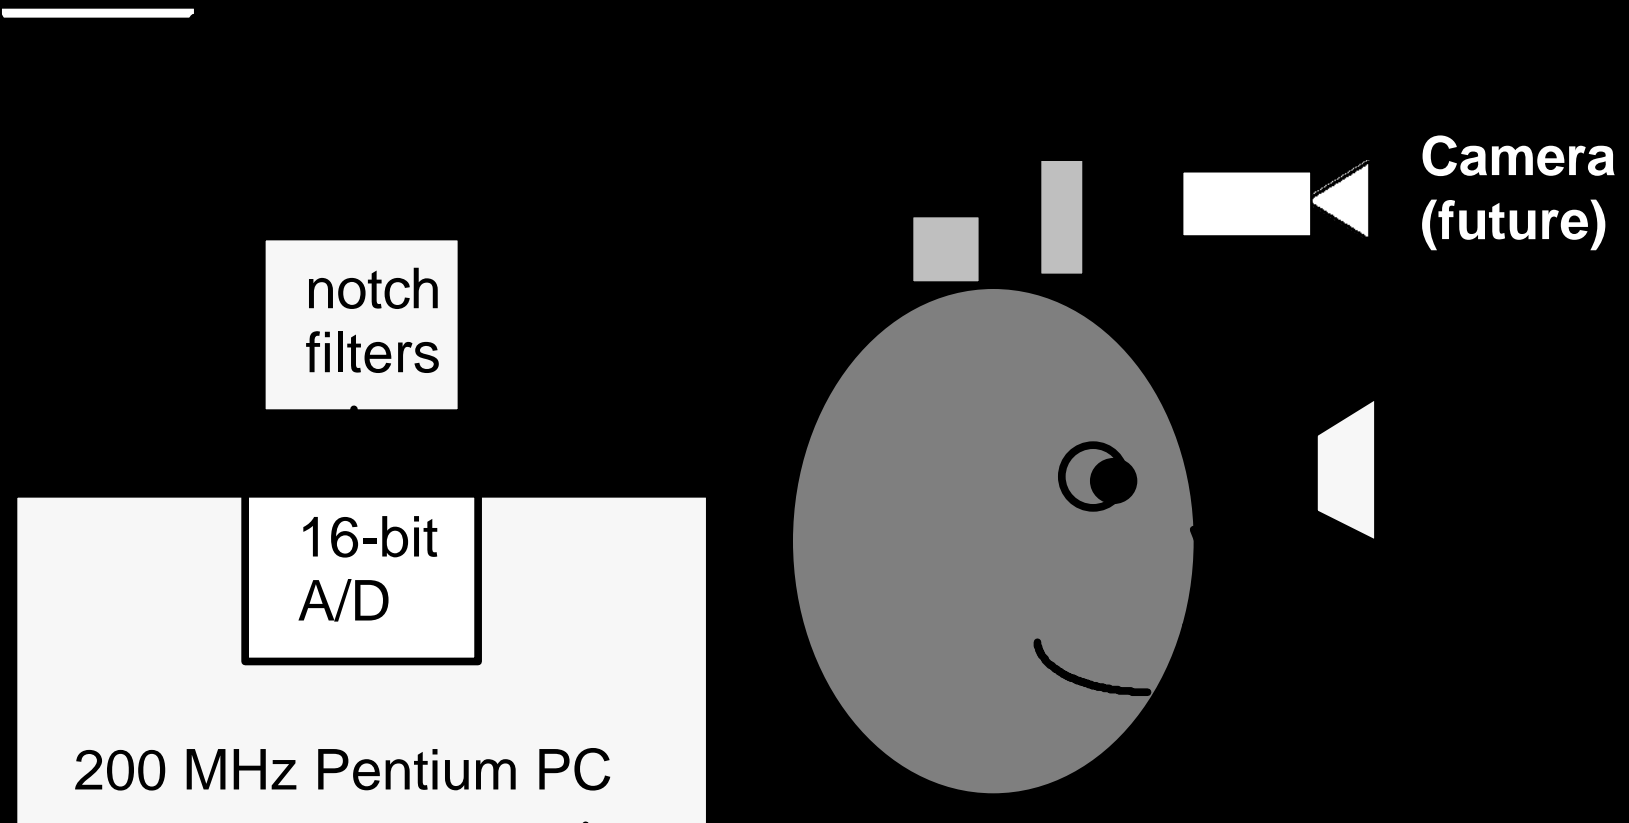 Camera
(future)
notch
filters
16-bit
A/D
200 MHz Pentium PC